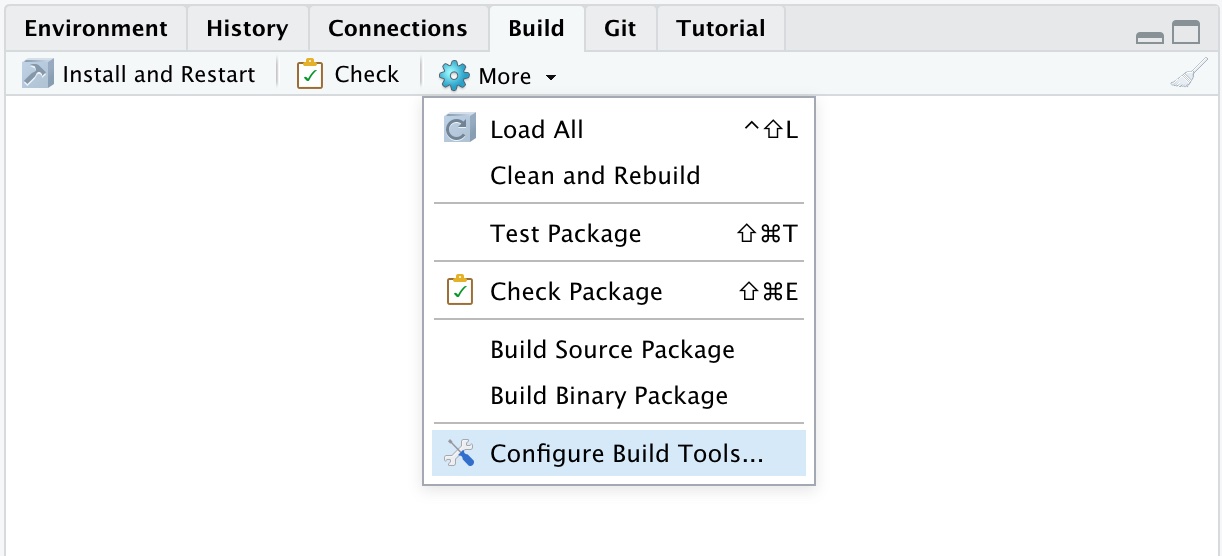 Environment History Connections Build Git Tutorial
Install and Restart Check More
Load All ^⇧L
Clean and Rebuild
Test Package ⇧⌘T
Check Package ⇧⌘E
Build Source Package
Build Binary Package
Configure Build Tools...